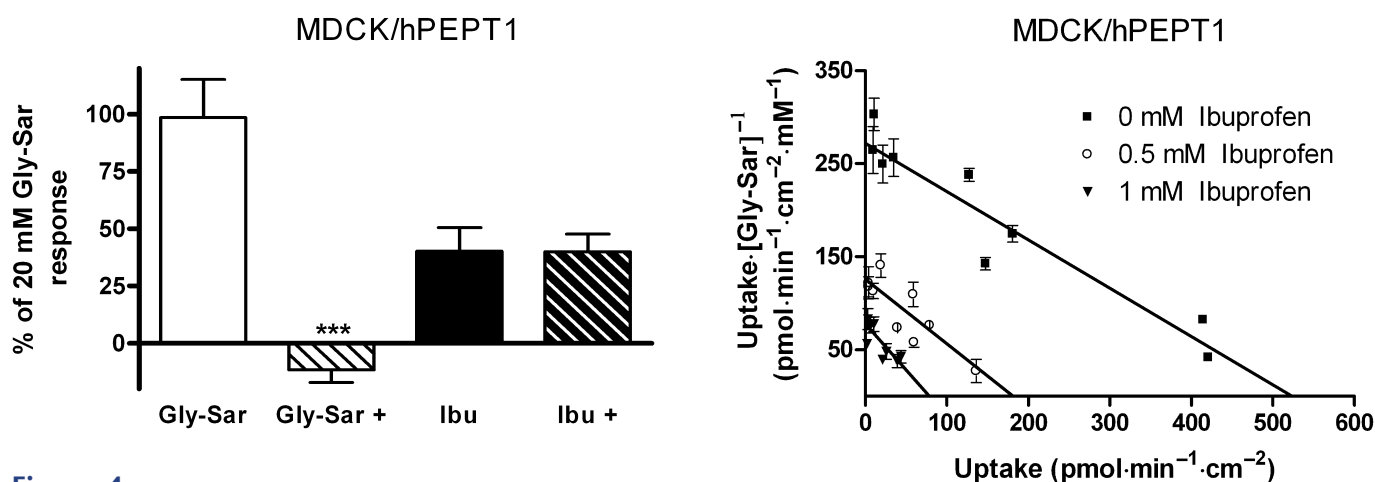 MDCK/hPEPT1
% of 20 mM Gly-Sar
response
100
75
50
25
0
***
Gly-Sar
Gly-Sar +
Ibu
Ibu +
MDCK/hPEPT1
Uptake·[Gly-Sar]⁻¹
(pmol·min⁻¹·cm⁻²·mM⁻¹)
350
250
150
50
0 mM Ibuprofen
0.5 mM Ibuprofen
1 mM Ibuprofen
0 100 200 300 400 500 600
Uptake (pmol·min⁻¹·cm⁻²)